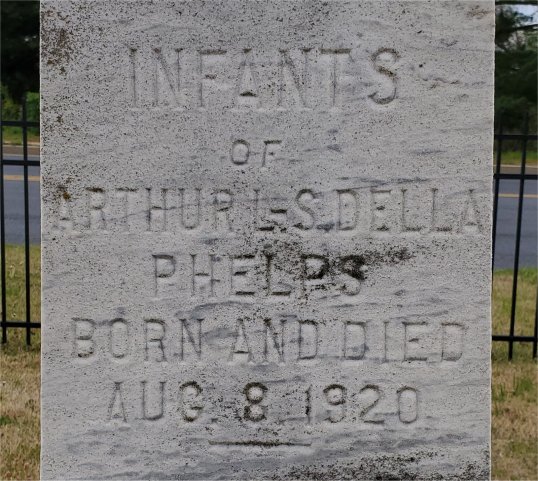 INFANTS
OF
ARTHUR L. S. DELLA
PHELPS
BORN AND DIED
AUG. 8. 1920